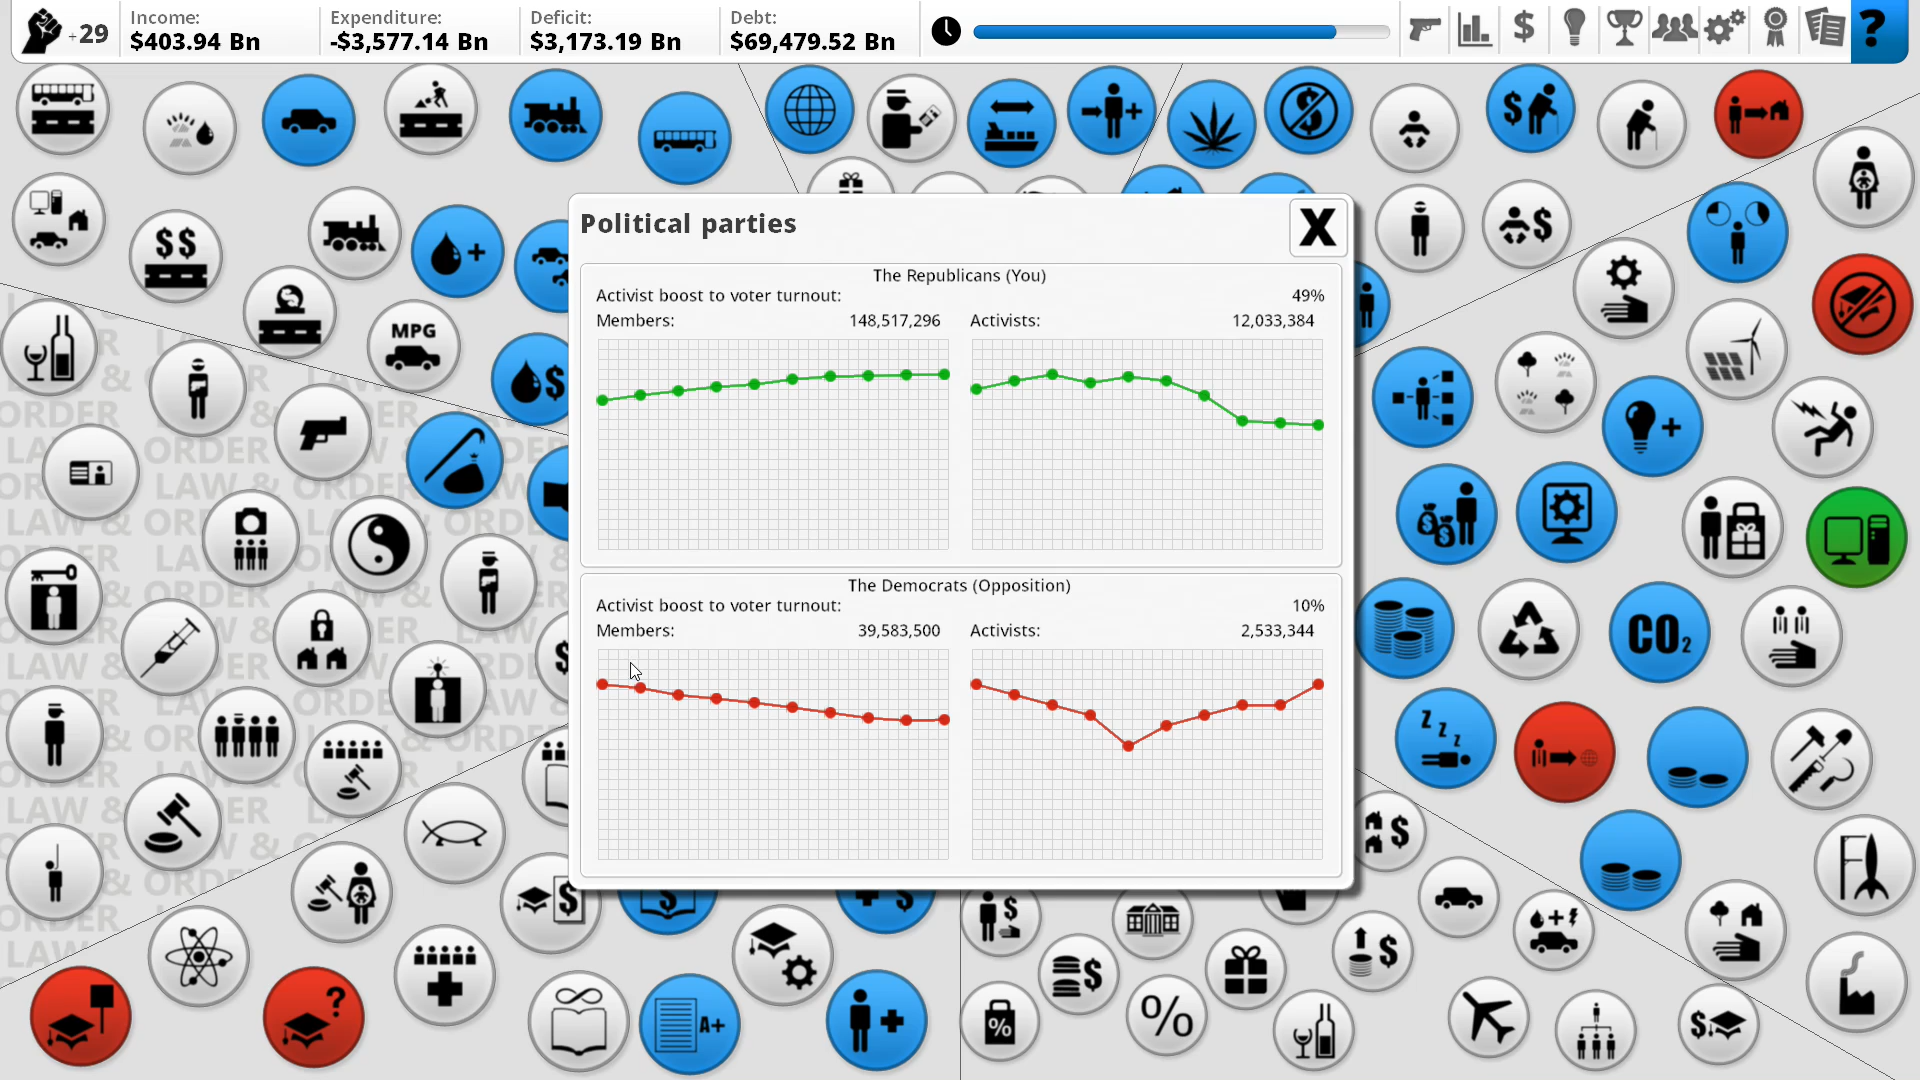 +29
Income:
$403.94 Bn
Expenditure:
-$3,577.14 Bn
Deficit:
$3,173.19 Bn
Debt:
$69,479.52 Bn
?
Political parties
X
The Republicans (You)
Activist boost to voter turnout: 49%
Members: 148,517,296 Activists: 12,033,384
The Democrats (Opposition)
Activist boost to voter turnout: 10%
Members: 39,583,500 Activists: 2,533,344
MPG
CO₂
Z Z Z
A+
%
%
?
LAW & ORDER LAW & ORDER